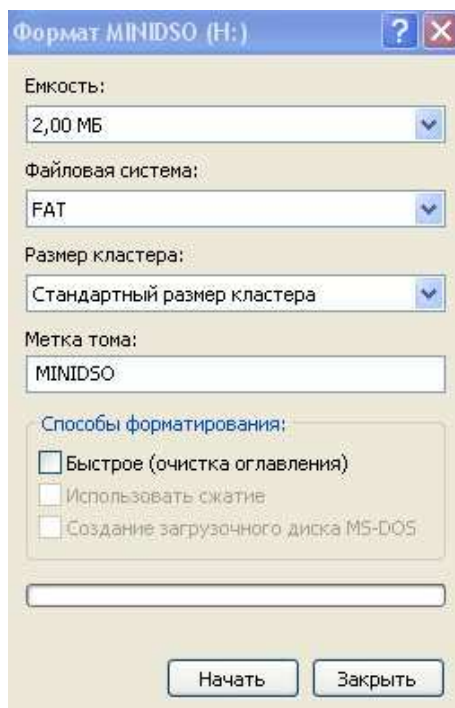 Формат MINIDSO (H:)
Емкость:
2,00 МБ
Файловая система:
FAT
Размер кластера:
Стандартный размер кластера
Метка тома:
MINIDSO
Способы форматирования:
Быстрое (очистка оглавления)
Использовать сжатие
Создание загрузочного диска MS-DOS
Начать Закрыть